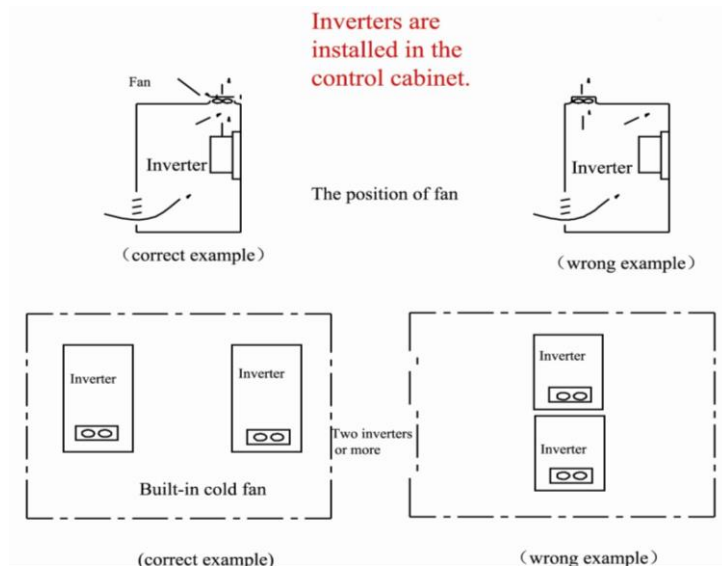 Inverters are
installed in the
control cabinet.
Fan
Inverter
Inverter
The position of fan
（correct example）
（wrong example）
Inverter
Inverter
Inverter
Two inverters
or more
Inverter
Built-in cold fan
(correct example)
（wrong example）